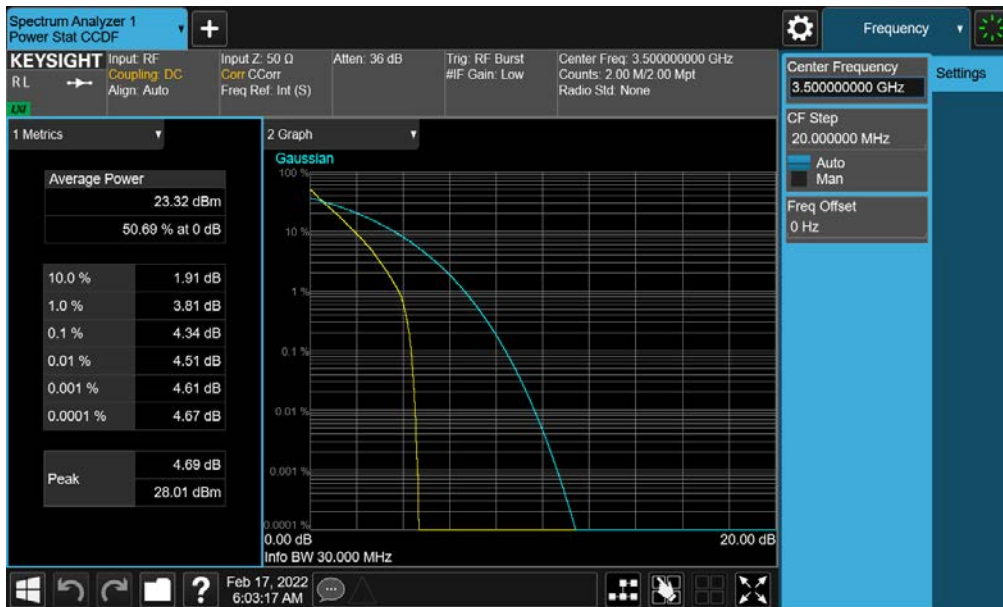 Spectrum Analyzer 1
Power Stat CCDF
+
Frequency
KEYSIGHT
R L
LXI
Input: RF
Coupling: DC
Align: Auto
Input Z: 50 Ω
Corr CCorr
Freq Ref: Int (S)
Atten: 36 dB
Trig: RF Burst
#IF Gain: Low
Center Freq: 3.500000000 GHz
Counts: 2.00 M/2.00 Mpt
Radio Std: None
Center Frequency
3.500000000 GHz
Settings
CF Step
20.000000 MHz
Auto
Man
Freq Offset
0 Hz
1 Metrics
Average Power
23.32 dBm
50.69 % at 0 dB
10.0 % 1.91 dB
1.0 % 3.81 dB
0.1 % 4.34 dB
0.01 % 4.51 dB
0.001 % 4.61 dB
0.0001 % 4.67 dB
Peak
4.69 dB
28.01 dBm
2 Graph
Gaussian
100 %
10 %
1 %
0.1 %
0.01 %
0.001 %
0.0001 %
0.00 dB 20.00 dB
Info BW 30.000 MHz
?
Feb 17, 2022
6:03:17 AM